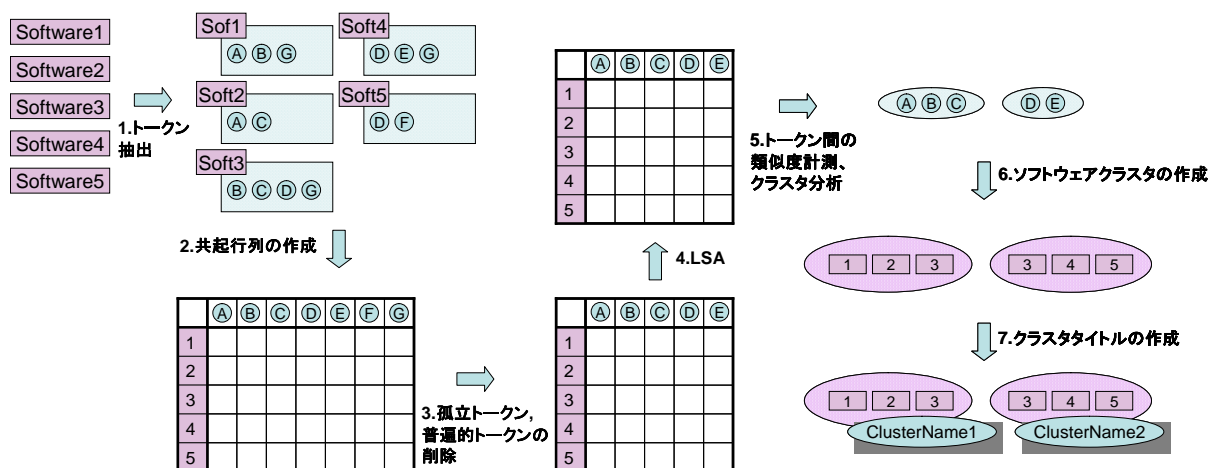 Software1
Software2
Software3
Software4
Software5
1.トークン
抽出
Sof1
A B G
Soft4
D E G
Soft2
A C
Soft5
D F
Soft3
B C D G
2.共起行列の作成
A B C D E F G
1
2
3
4
5
3.孤立トークン,
普遍的トークンの
削除
A B C D E
1
2
3
4
5
4.LSA
A B C D E
1
2
3
4
5
5.トークン間の
類似度計測、
クラスタ分析
A B C
D E
6.ソフトウェアクラスタの作成
1 2 3
3 4 5
7.クラスタタイトルの作成
1 2 3
3 4 5
ClusterName1
ClusterName2